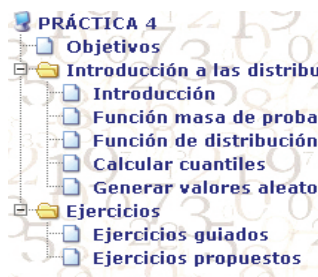 PRÁCTICA 4
Objetivos
Introducción a las distribu
Introducción
Función masa de proba
Función de distribución
Calcular cuantiles
Generar valores aleato
Ejercicios
Ejercicios guiados
Ejercicios propuestos